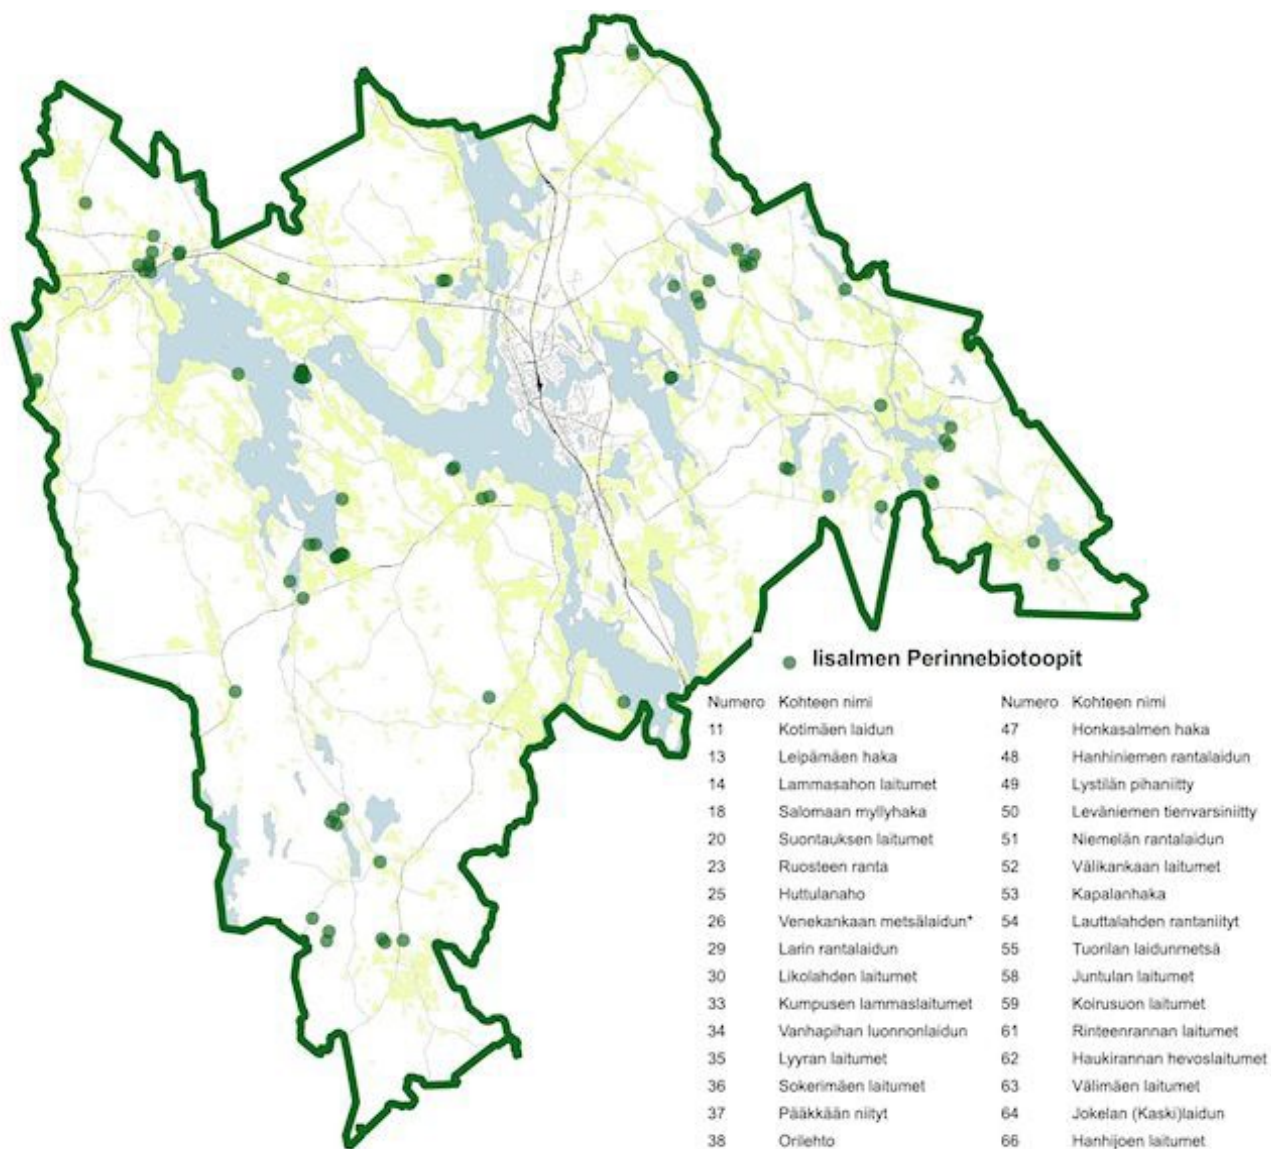 Iisalmen Perinnebiotoopit
Numero Kohteen nimi Numero Kohteen nimi
11 Kotimäen laidun 47 Honkasalmen haka
13 Leipämäen haka 48 Hanhiniemen rantalaidun
14 Lammasahon laitumet 49 Lystilän pihaniitty
18 Salomaan myllyhaka 50 Leväniemen tienvarsiniitty
20 Suontauksen laitumet 51 Niemelän rantalaidun
23 Ruosteen ranta 52 Välikankaan laitumet
25 Huttulanaho 53 Kapalanhaka
26 Venekankaan metsälaidun* 54 Lauttalahden rantaniityt
29 Larin rantalaidun 55 Tuorilan laidunmetsä
30 Likolahden laitumet 58 Juntulan laitumet
33 Kumpusen lammaslaitumet 59 Koirusuon laitumet
34 Vanhapihan luonnonlaidun 61 Rinteenrannan laitumet
35 Lyyran laitumet 62 Haukirannan hevoslaitumet
36 Sokerimäen laitumet 63 Välimäen laitumet
37 Pääkkään niityt 64 Jokelan (Kaski)laidun
38 Orilehto 66 Hanhijoen laitumet